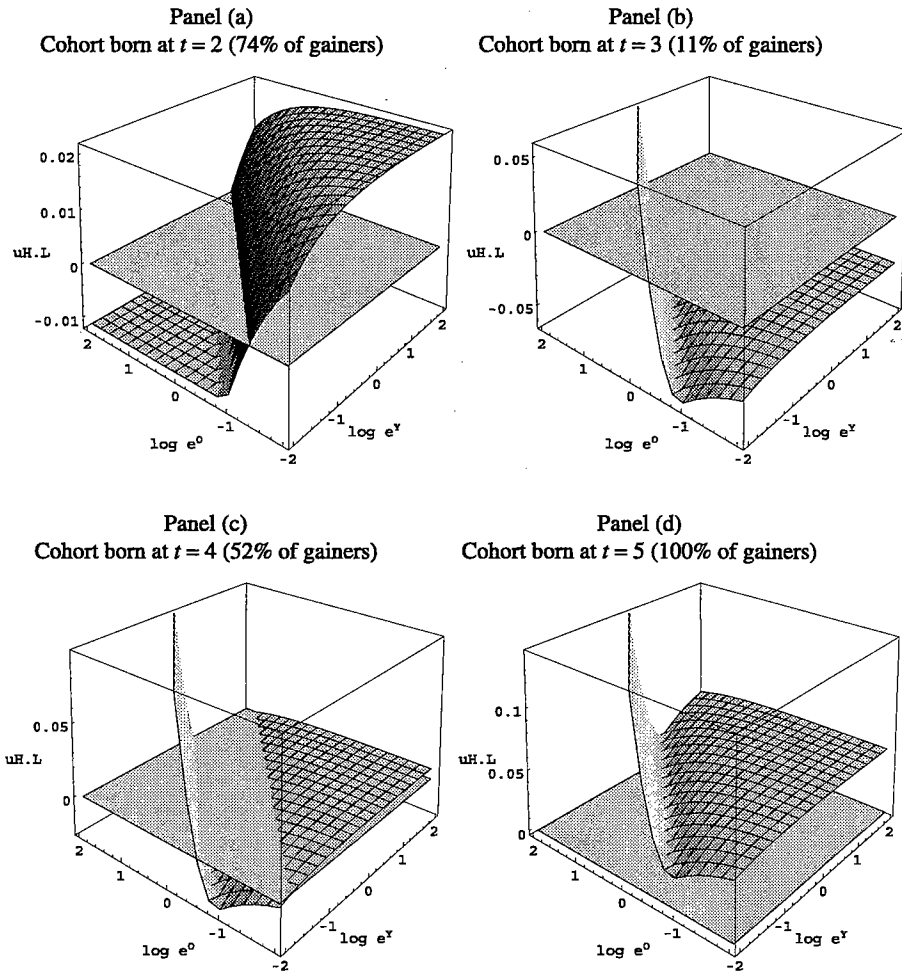 Panel (a)
Cohort born at t = 2 (74% of gainers)
0.02
0.01
uH.L
0
-0.01
2
1
0
-1
-2
log e^O
2
1
0
-1
log e^Y
Panel (b)
Cohort born at t = 3 (11% of gainers)
0.05
0
uH.L
-0.05
2
1
0
-1
-2
log e^O
2
1
0
-1
log e^Y
Panel (c)
Cohort born at t = 4 (52% of gainers)
0.05
uH.L
0
2
1
0
-1
-2
log e^O
2
1
0
-1
log e^Y
Panel (d)
Cohort born at t = 5 (100% of gainers)
0.1
uH.L
0.05
0
2
1
0
-1
-2
log e^O
2
1
0
-1
log e^Y